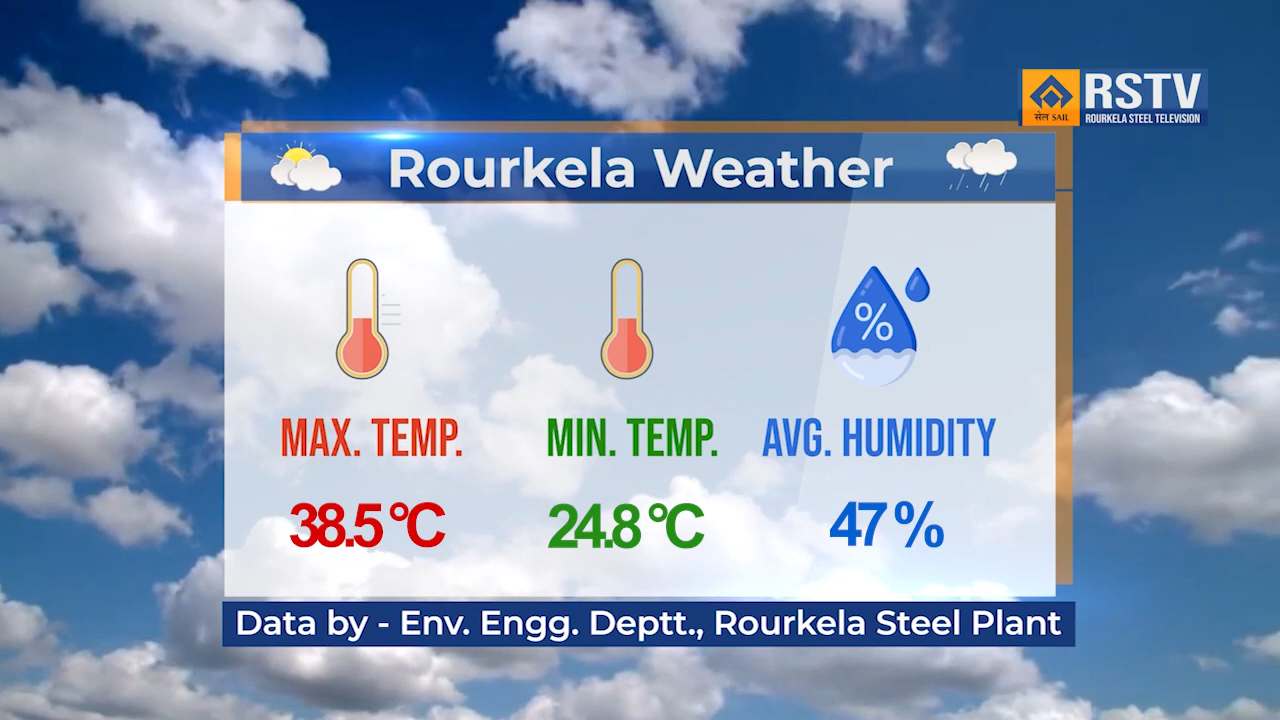 RSTV
सेल SAIL
ROURKELA STEEL TELEVISION
Rourkela Weather
%
MAX. TEMP.
MIN. TEMP.
AVG. HUMIDITY
38.5 °C
24.8 °C
47 %
Data by - Env. Engg. Deptt., Rourkela Steel Plant